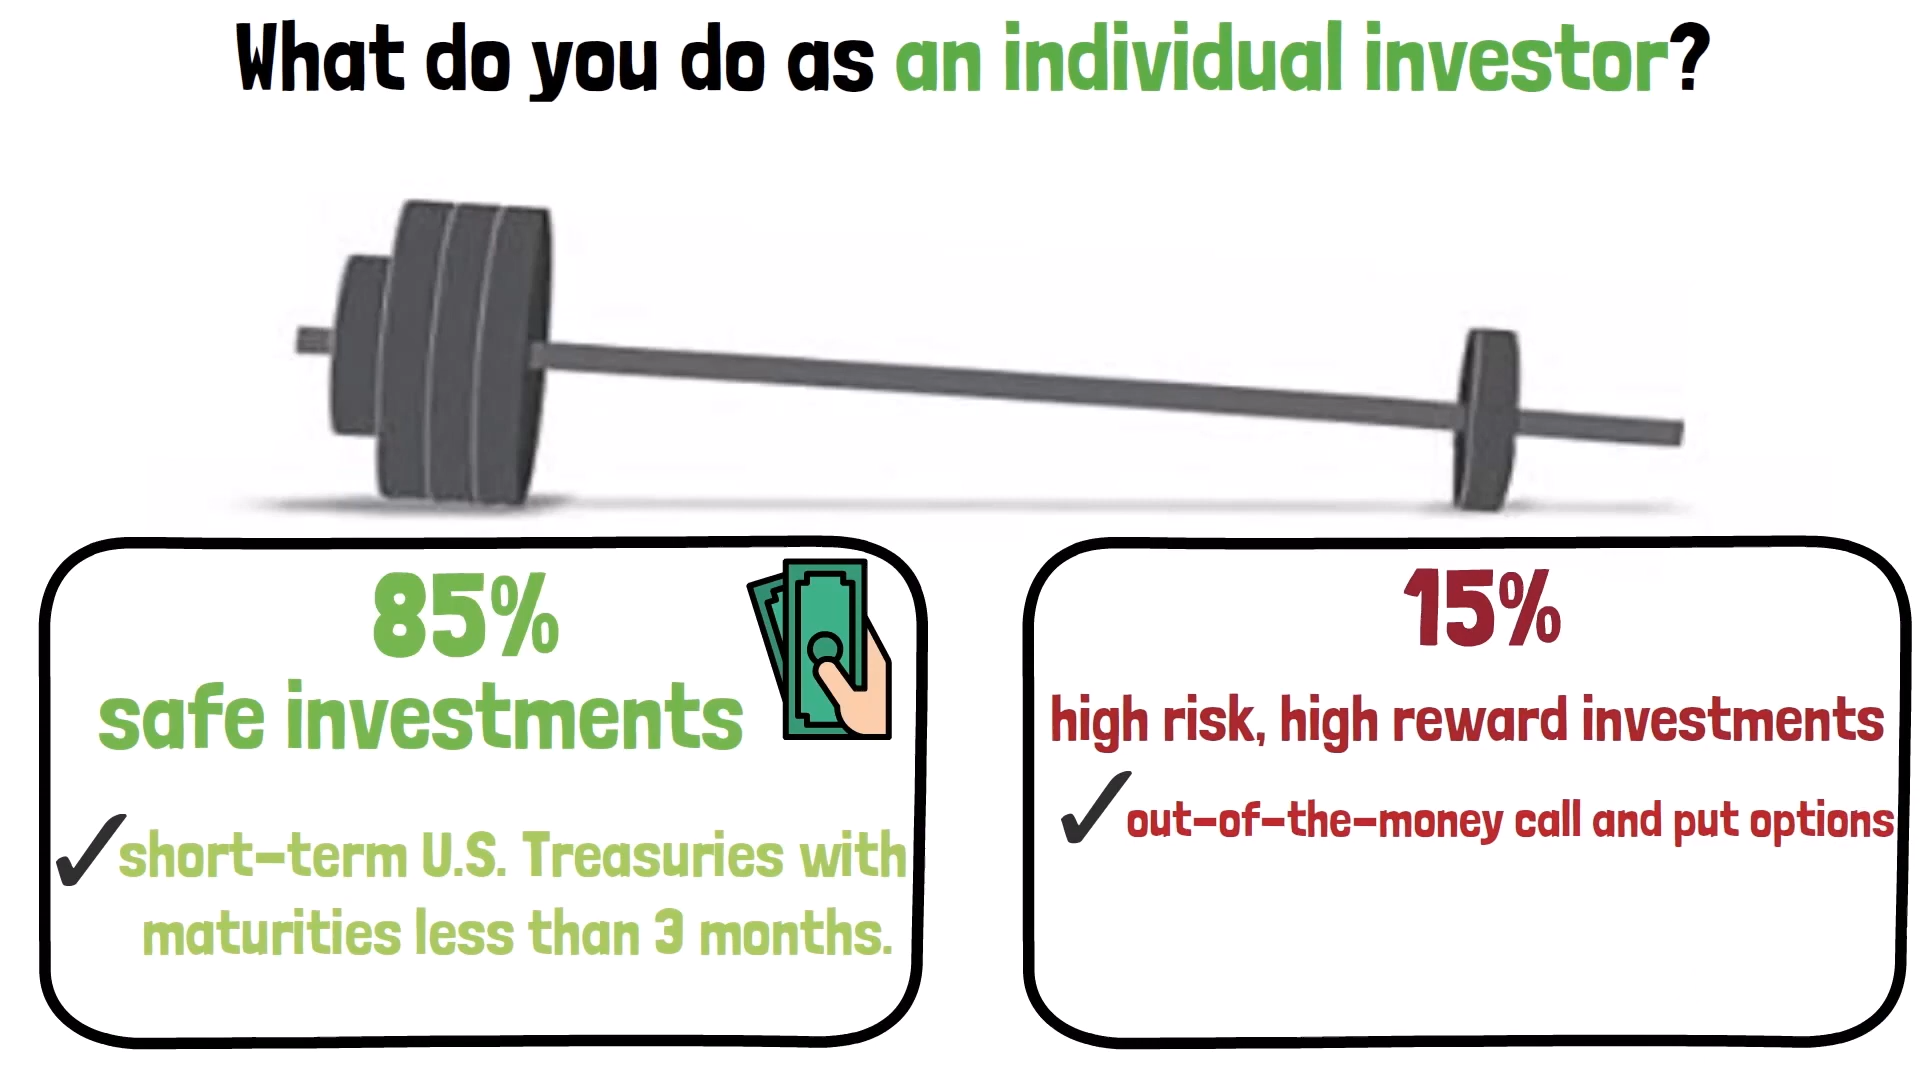 What do you do as an individual investor?
85%
safe investments
short-term U.S. Treasuries with
maturities less than 3 months.
15%
high risk, high reward investments
out-of-the-money call and put options